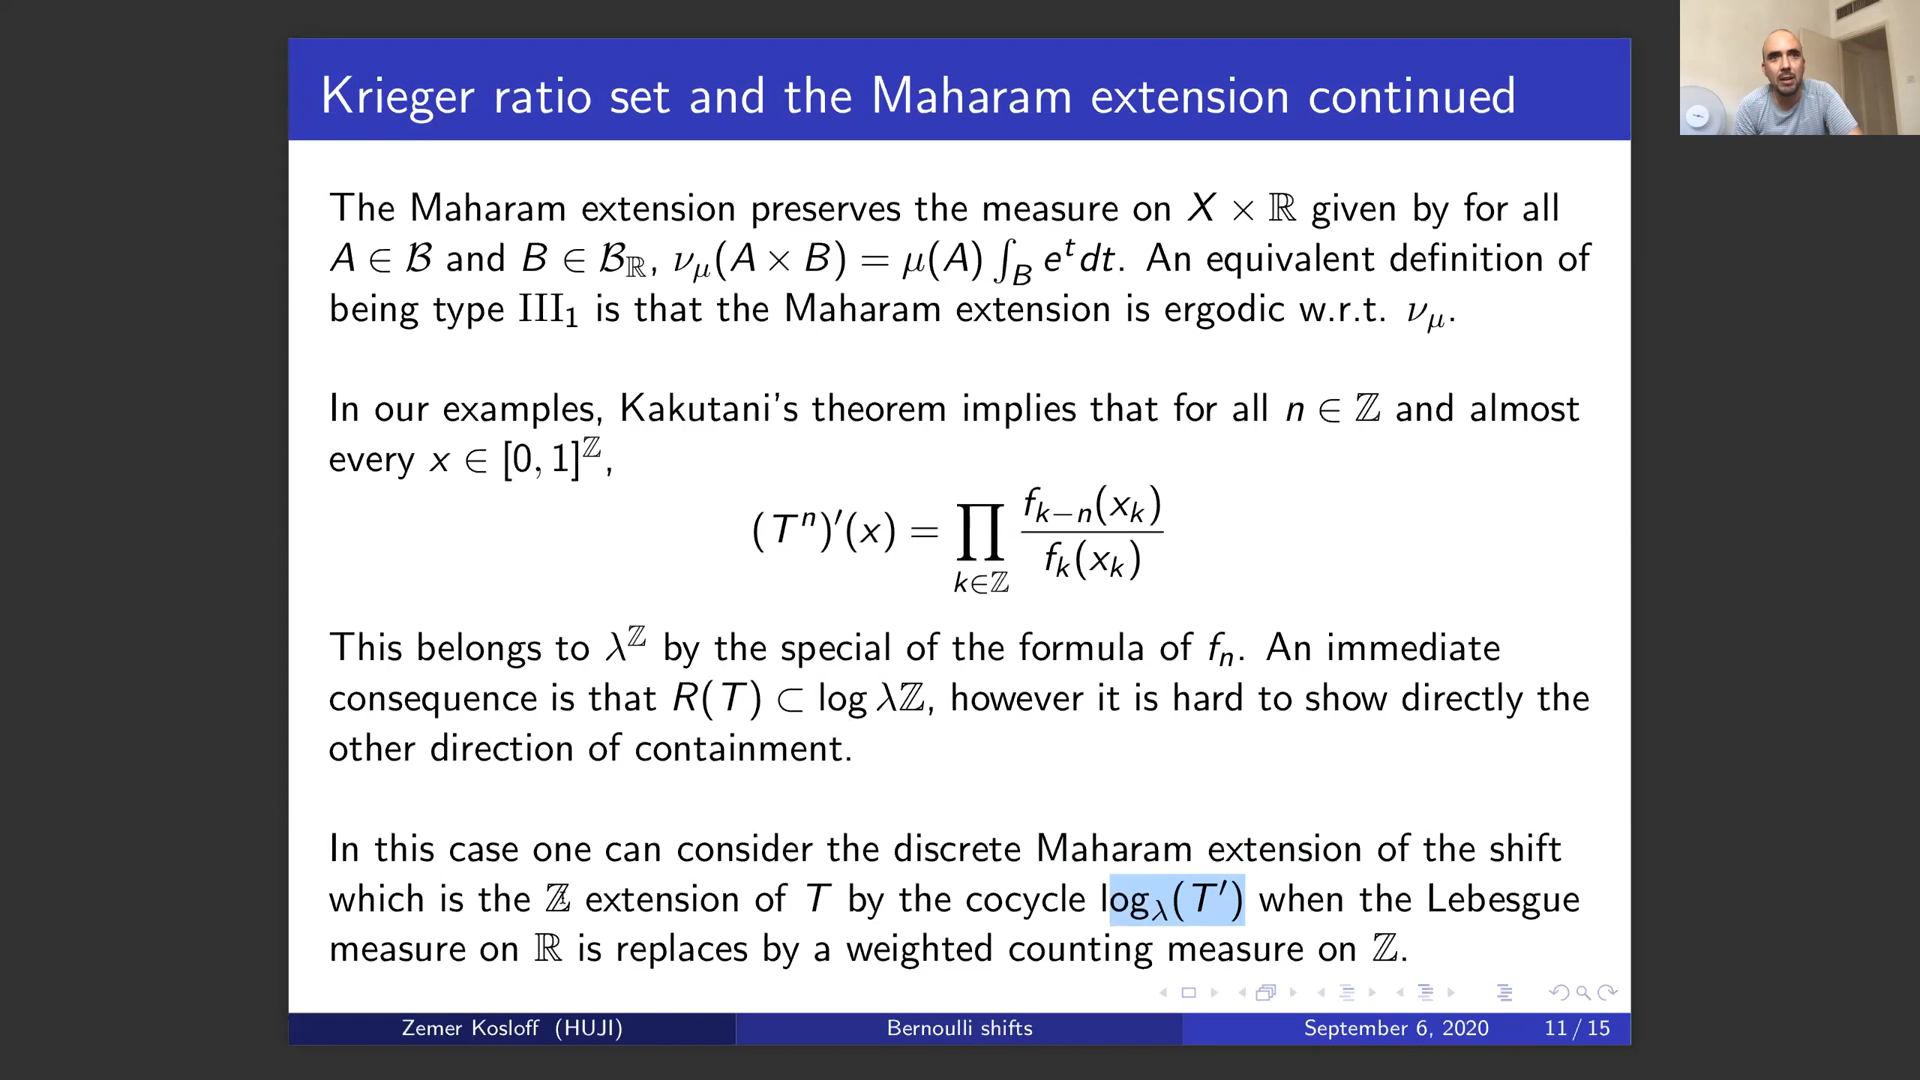 Krieger ratio set and the Maharam extension continued
The Maharam extension preserves the measure on X × ℝ given by for all
A ∈ ℬ and B ∈ ℬ_ℝ, ν_μ(A × B) = μ(A) ∫_B e^t dt. An equivalent definition of
being type III₁ is that the Maharam extension is ergodic w.r.t. ν_μ.
In our examples, Kakutani's theorem implies that for all n ∈ ℤ and almost
every x ∈ [0, 1]^ℤ,
(T^n)′(x) = ∏_{k∈ℤ} f_{k−n}(x_k) / f_k(x_k)
This belongs to λ^ℤ by the special of the formula of f_n. An immediate
consequence is that R(T) ⊂ log λℤ, however it is hard to show directly the
other direction of containment.
In this case one can consider the discrete Maharam extension of the shift
which is the ℤ extension of T by the cocycle log_λ(T′) when the Lebesgue
measure on ℝ is replaces by a weighted counting measure on ℤ.
Zemer Kosloff (HUJI) Bernoulli shifts September 6, 2020 11 / 15